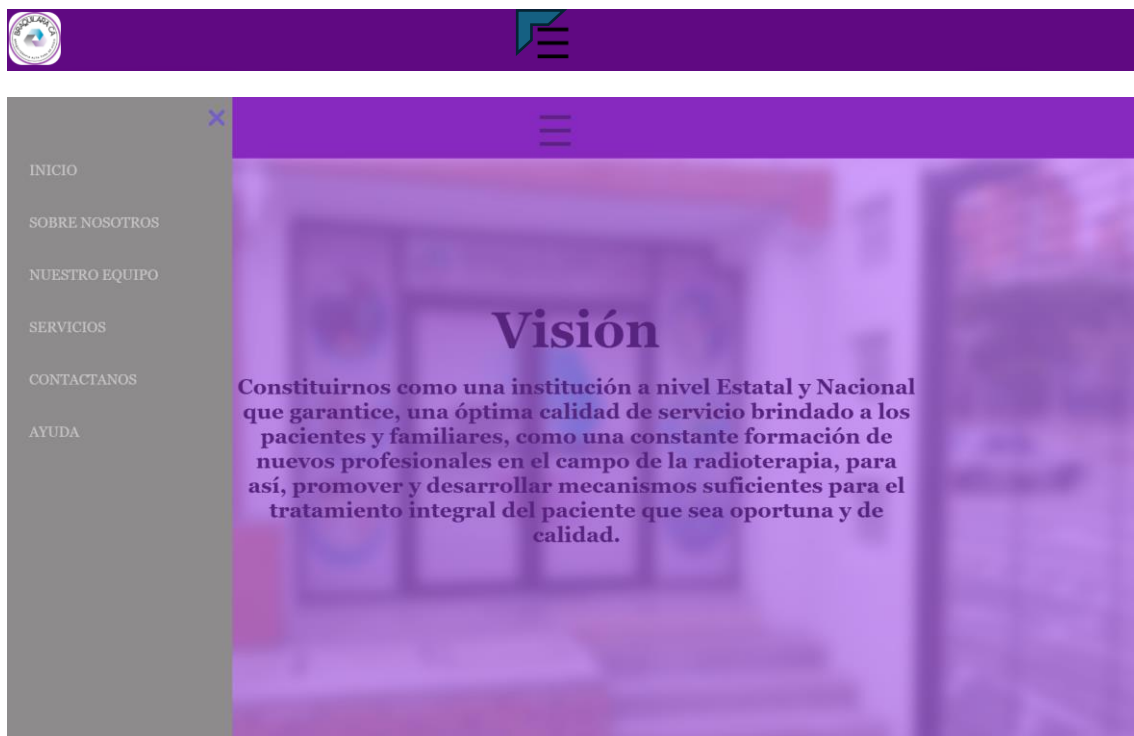 BRAQUILARA CA
INICIO
SOBRE NOSOTROS
NUESTRO EQUIPO
SERVICIOS
CONTACTANOS
AYUDA
Visión
Constituirnos como una institución a nivel Estatal y Nacional
que garantice, una óptima calidad de servicio brindado a los
pacientes y familiares, como una constante formación de
nuevos profesionales en el campo de la radioterapia, para
así, promover y desarrollar mecanismos suficientes para el
tratamiento integral del paciente que sea oportuna y de
calidad.